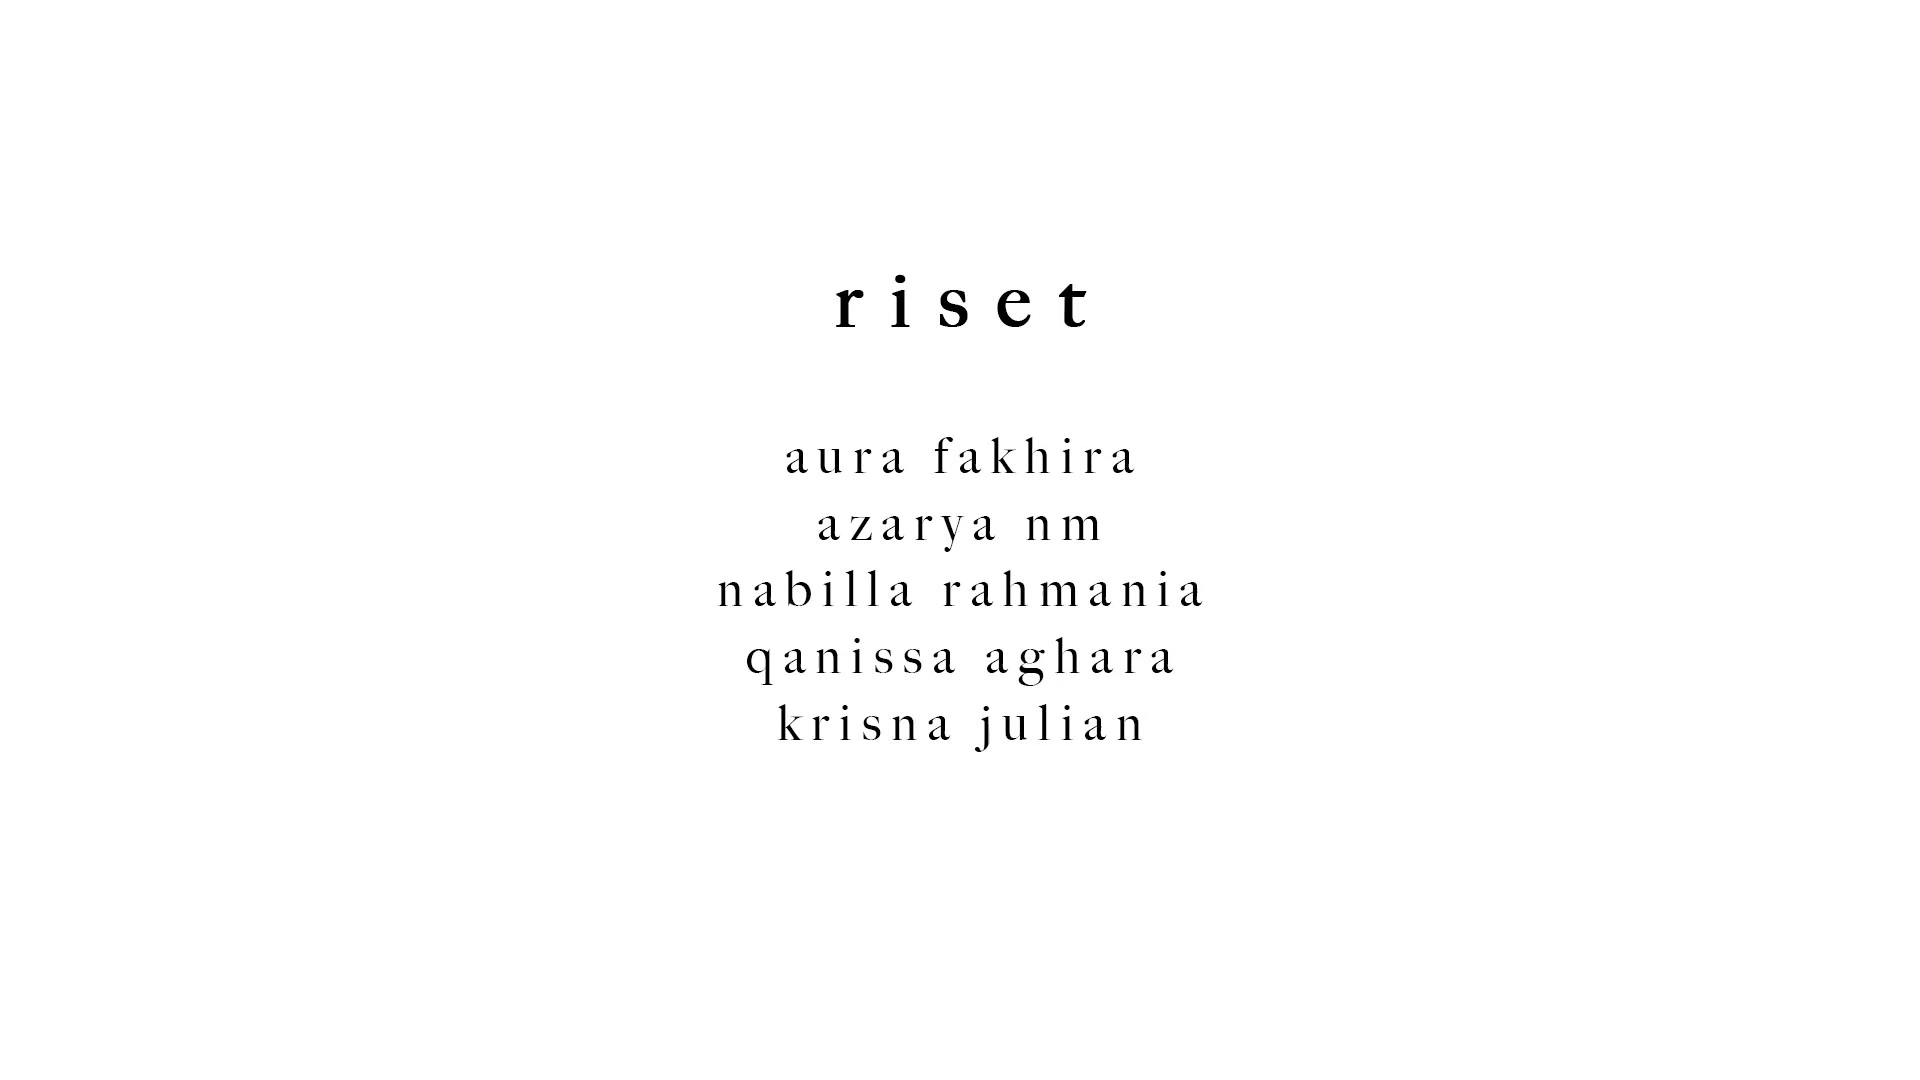 riset
aura fakhira
azarya nm
nabilla rahmania
qanissa aghara
krisna julian